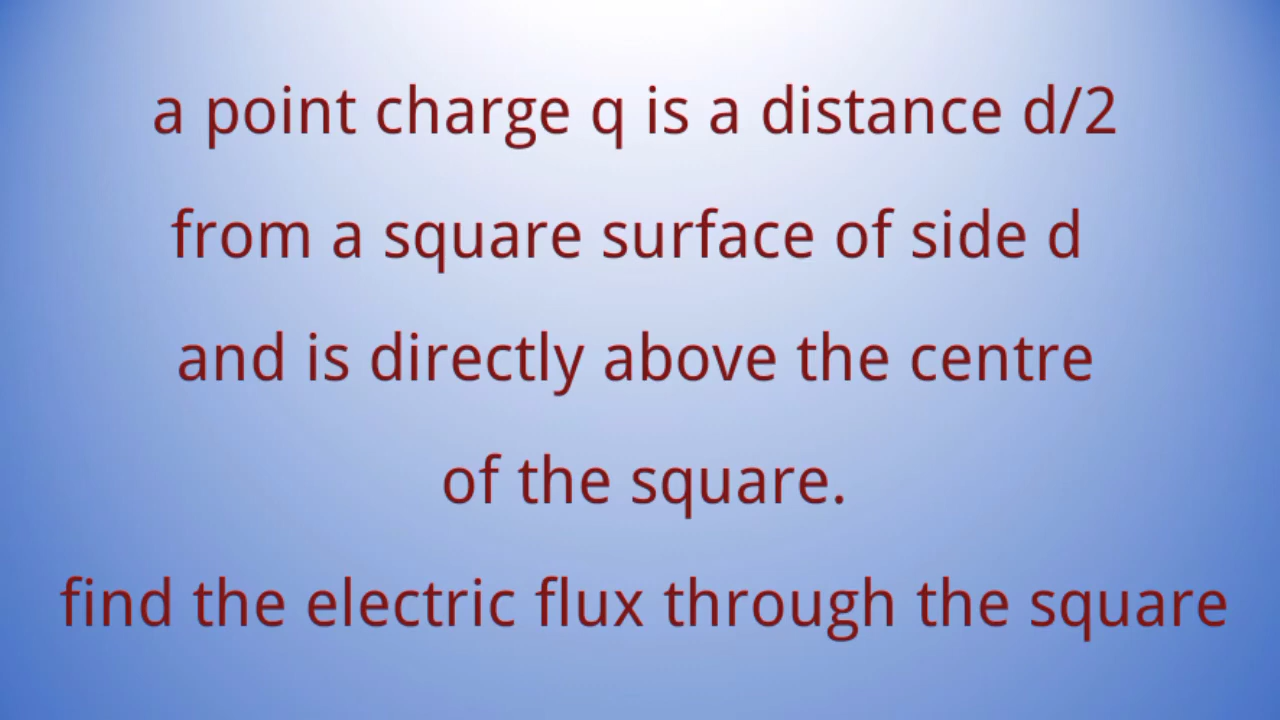 a point charge q is a distance d/2
from a square surface of side d
and is directly above the centre
of the square.
find the electric flux through the square